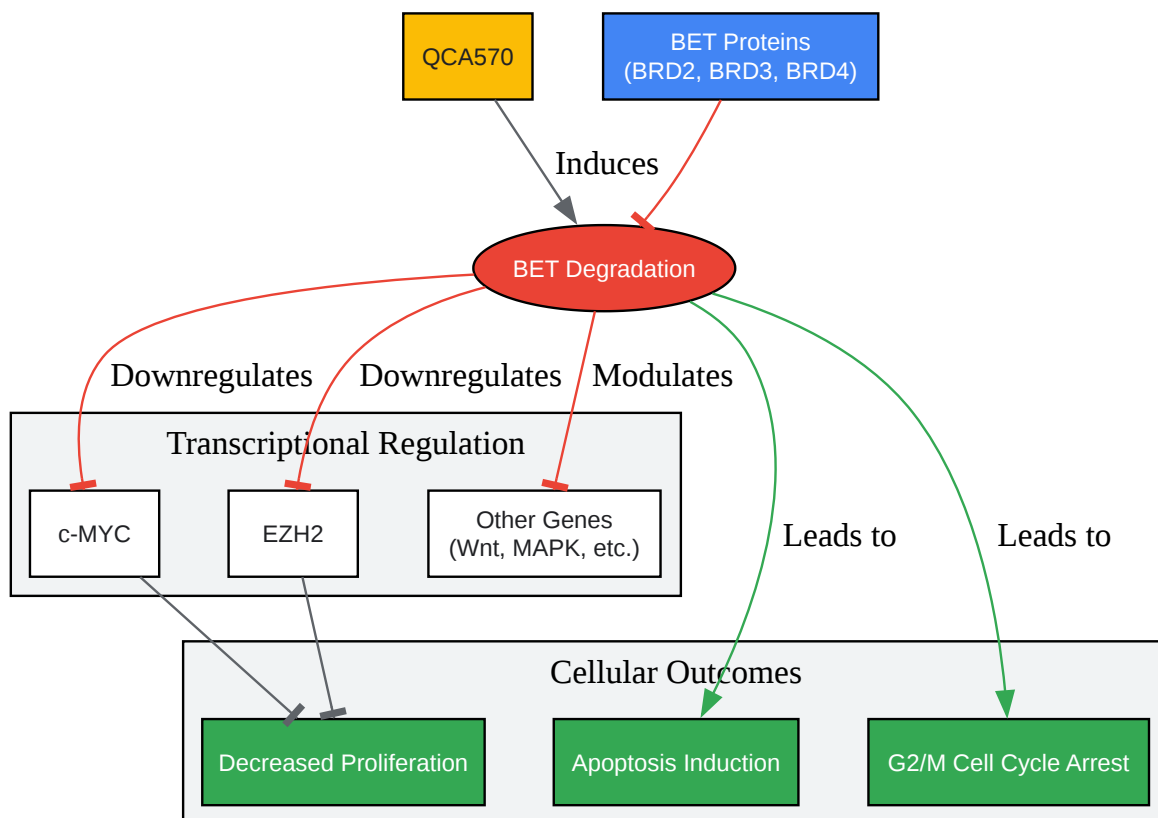 QCA570
BET Proteins
(BRD2, BRD3, BRD4)
Induces
BET Degradation
Downregulates
Downregulates
Modulates
Transcriptional Regulation
c-MYC
EZH2
Other Genes
(Wnt, MAPK, etc.)
Leads to
Leads to
Cellular Outcomes
Decreased Proliferation
Apoptosis Induction
G2/M Cell Cycle Arrest